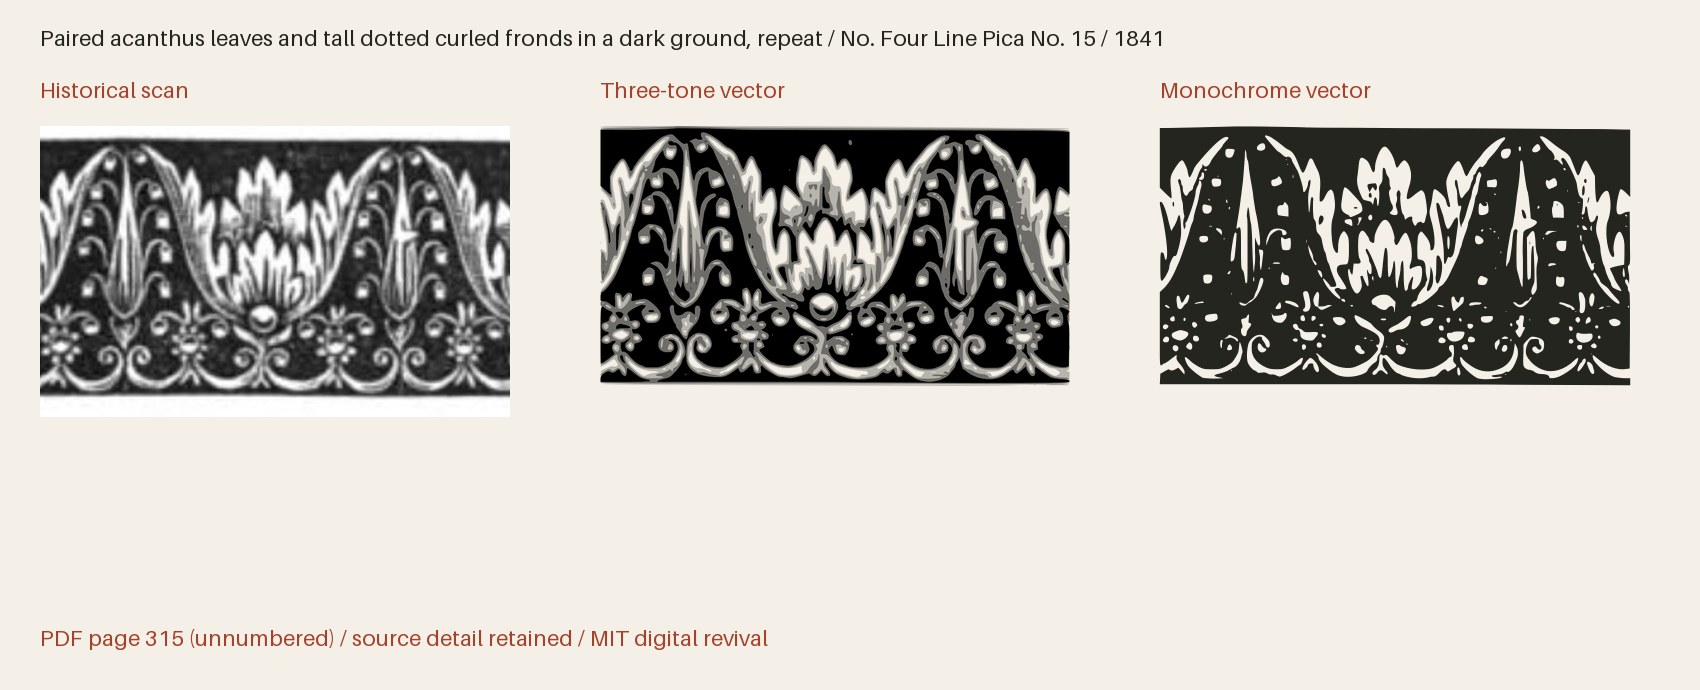 Paired acanthus leaves and tall dotted curled fronds in a dark ground, repeat / No. Four Line Pica No. 15 / 1841
Historical scan
Three-tone vector
Monochrome vector
PDF page 315 (unnumbered) / source detail retained / MIT digital revival